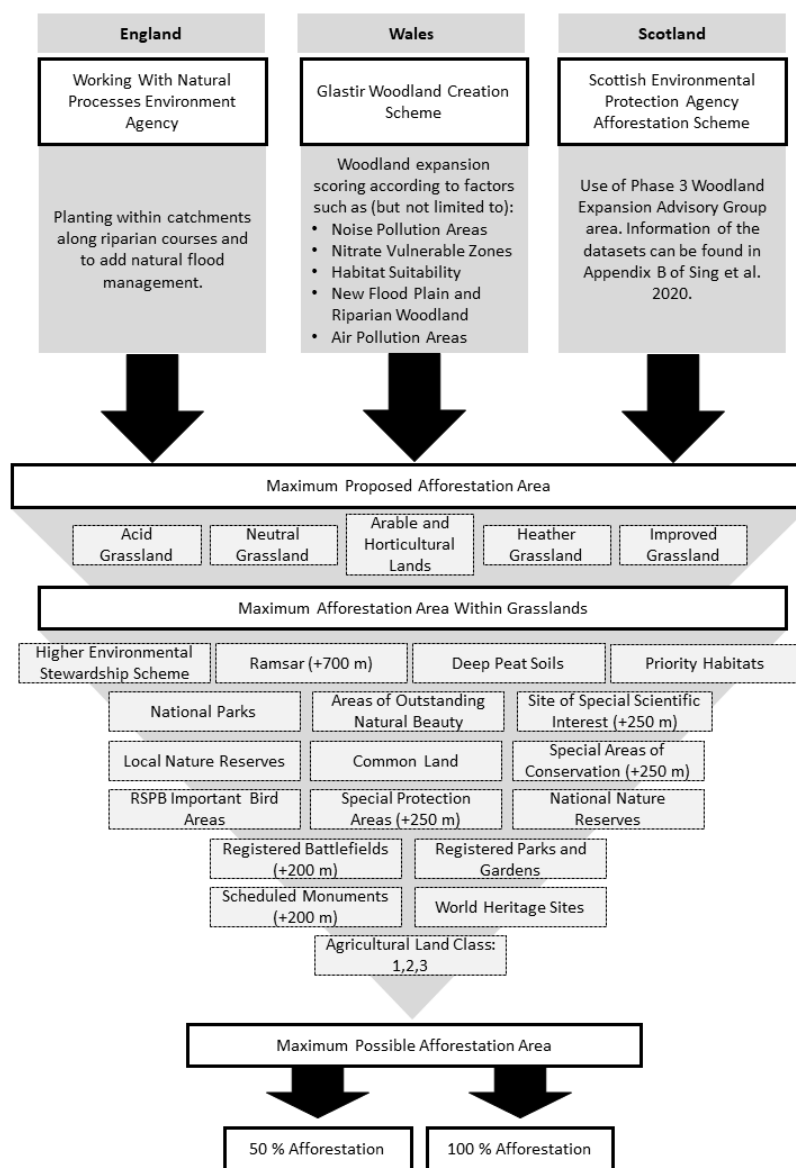 England
Wales
Scotland
Working With Natural
Processes Environment
Agency
Glastir Woodland Creation
Scheme
Scottish Environmental
Protection Agency
Afforestation Scheme
Planting within catchments
along riparian courses and
to add natural flood
management.
Woodland expansion
scoring according to factors
such as (but not limited to):
• Noise Pollution Areas
• Nitrate Vulnerable Zones
• Habitat Suitability
• New Flood Plain and
Riparian Woodland
• Air Pollution Areas
Use of Phase 3 Woodland
Expansion Advisory Group
area. Information of the
datasets can be found in
Appendix B of Sing et al.
2020.
Maximum Proposed Afforestation Area
Acid
Grassland
Neutral
Grassland
Arable and
Horticultural
Lands
Heather
Grassland
Improved
Grassland
Maximum Afforestation Area Within Grasslands
Higher Environmental
Stewardship Scheme
Ramsar (+700 m)
Deep Peat Soils
Priority Habitats
National Parks
Areas of Outstanding
Natural Beauty
Site of Special Scientific
Interest (+250 m)
Local Nature Reserves
Common Land
Special Areas of
Conservation (+250 m)
RSPB Important Bird
Areas
Special Protection
Areas (+250 m)
National Nature
Reserves
Registered Battlefields
(+200 m)
Registered Parks and
Gardens
Scheduled Monuments
(+200 m)
World Heritage Sites
Agricultural Land Class:
1,2,3
Maximum Possible Afforestation Area
50 % Afforestation
100 % Afforestation